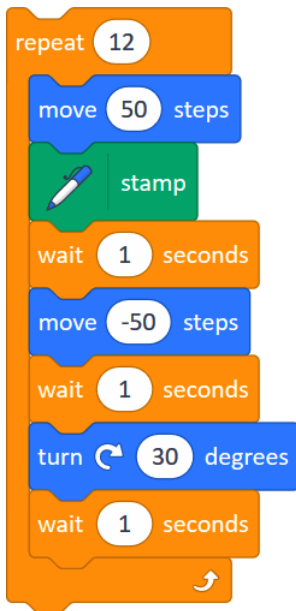 repeat 12
move 50 steps
stamp
wait 1 seconds
move -50 steps
wait 1 seconds
turn 30 degrees
wait 1 seconds